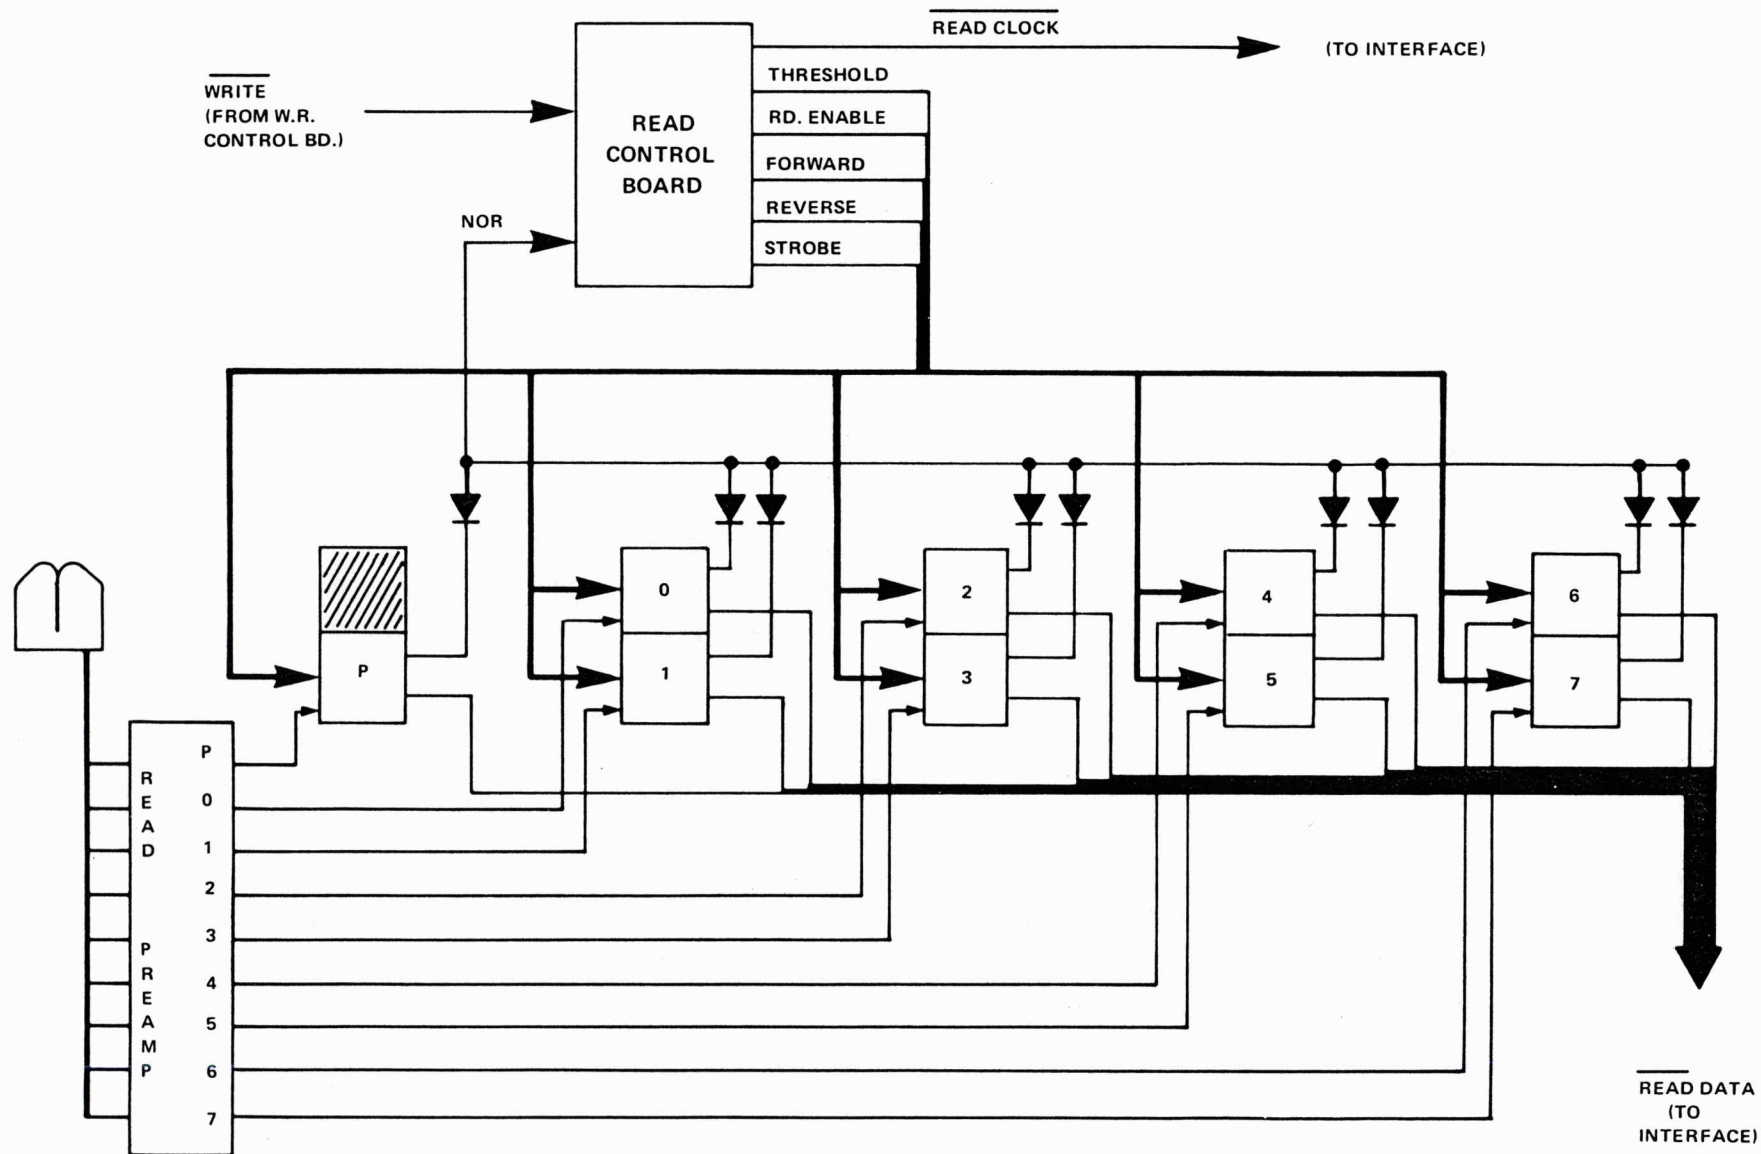 READ CLOCK
(TO INTERFACE)
WRITE
(FROM W.R.
CONTROL BD.)
READ
CONTROL
BOARD
THRESHOLD
RD. ENABLE
FORWARD
REVERSE
STROBE
NOR
P
0
1
2
3
4
5
6
7
READ PREAMP
P
0
1
2
3
4
5
6
7
READ DATA
(TO
INTERFACE)